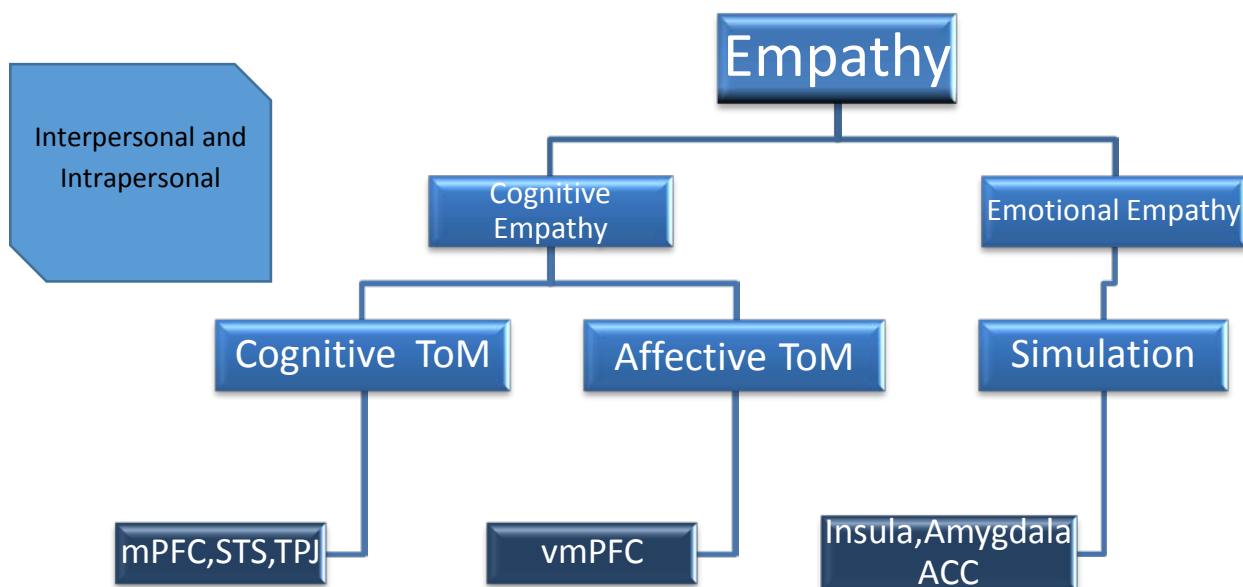 Empathy
Interpersonal and
Intrapersonal
Cognitive
Empathy
Emotional Empathy
Cognitive ToM
Affective ToM
Simulation
mPFC,STS,TPJ
vmPFC
Insula,Amygdala
ACC